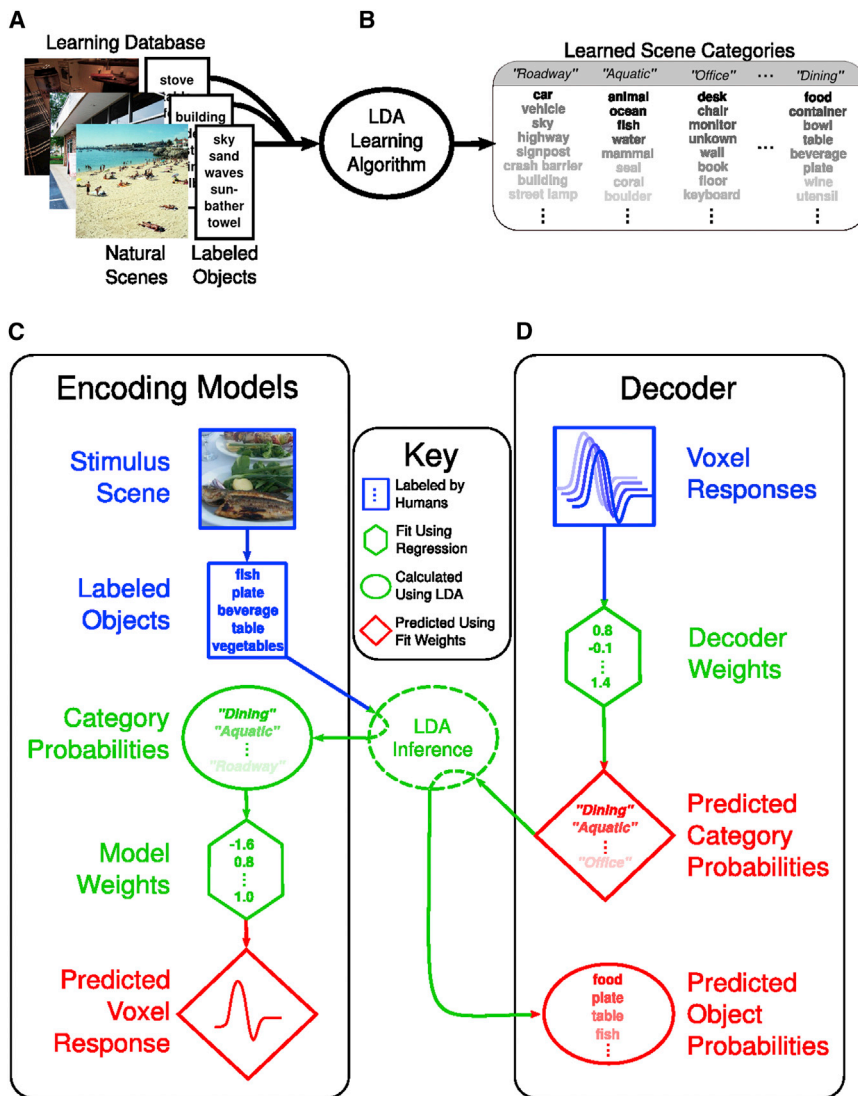 A
Learning Database
stove
building
sky
sand
waves
sun-
bather
towel
Natural
Scenes
Labeled
Objects
LDA
Learning
Algorithm
B
Learned Scene Categories
"Roadway" "Aquatic" "Office" ... "Dining"
car animal desk food
vehicle ocean chair container
sky fish monitor bowl
highway water unkown ... table
signpost mammal wall beverage
crash barrier seal book plate
building coral floor wine
street lamp boulder keyboard utensil
C
Encoding Models
Stimulus
Scene
Labeled
Objects
fish
plate
beverage
table
vegetables
Category
Probabilities
"Dining"
"Aquatic"
"Roadway"
Model
Weights
-1.6
0.8
1.0
Predicted
Voxel
Response
Key
Labeled by
Humans
Fit Using
Regression
Calculated
Using LDA
Predicted Using
Fit Weights
LDA
Inference
D
Decoder
Voxel
Responses
0.8
-0.1
1.4
Decoder
Weights
"Dining"
"Aquatic"
"Office"
Predicted
Category
Probabilities
food
plate
table
fish
Predicted
Object
Probabilities